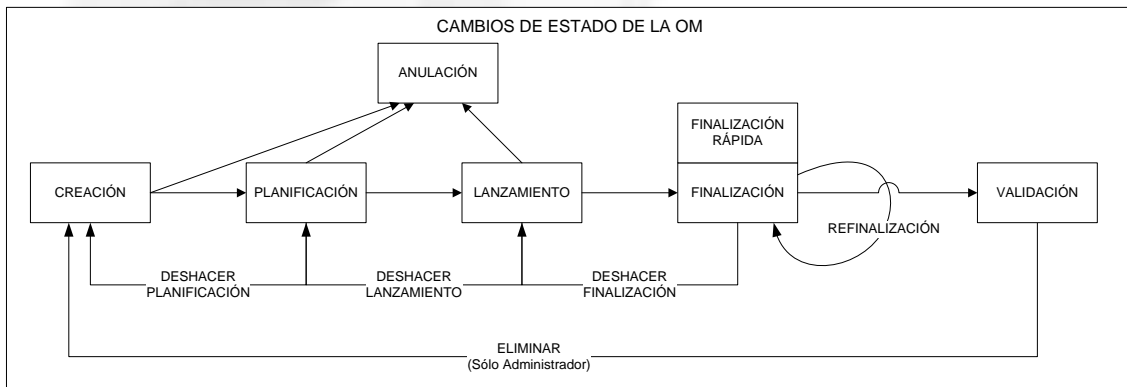 CAMBIOS DE ESTADO DE LA OM
ANULACIÓN
FINALIZACIÓN
RÁPIDA
CREACIÓN
PLANIFICACIÓN
LANZAMIENTO
FINALIZACIÓN
VALIDACIÓN
REFINALIZACIÓN
DESHACER
PLANIFICACIÓN
DESHACER
LANZAMIENTO
DESHACER
FINALIZACIÓN
ELIMINAR
(Sólo Administrador)